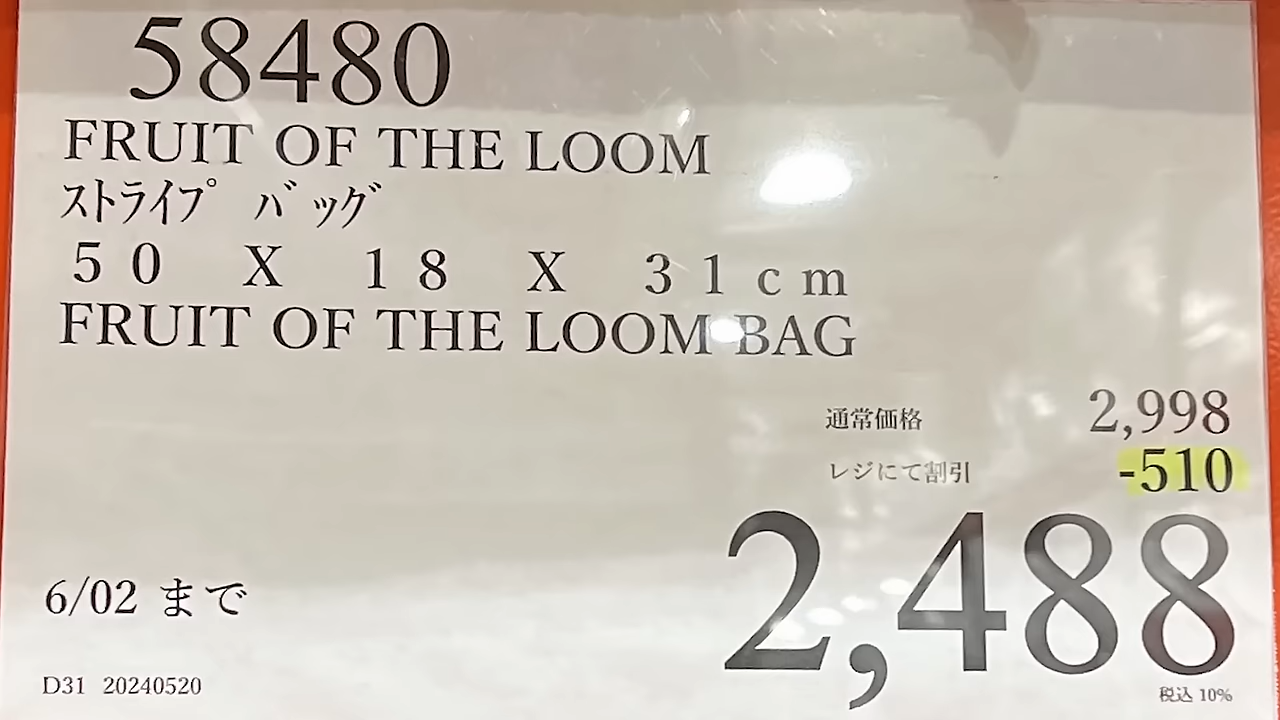 58480
FRUIT OF THE LOOM
ｽﾄﾗｲﾌﾟ ﾊﾞｯｸﾞ
５０ Ｘ １８ Ｘ ３１ｃｍ
FRUIT OF THE LOOM BAG
通常価格 2,998
レジにて割引 -510
2,488
6/02 まで
D31 20240520
税込 10%